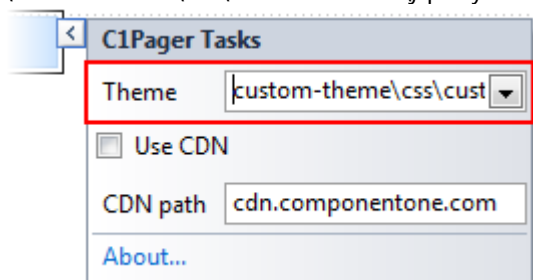 C1Pager Tasks
Theme custom-theme\css\cust
Use CDN
CDN path cdn.componentone.com
About...